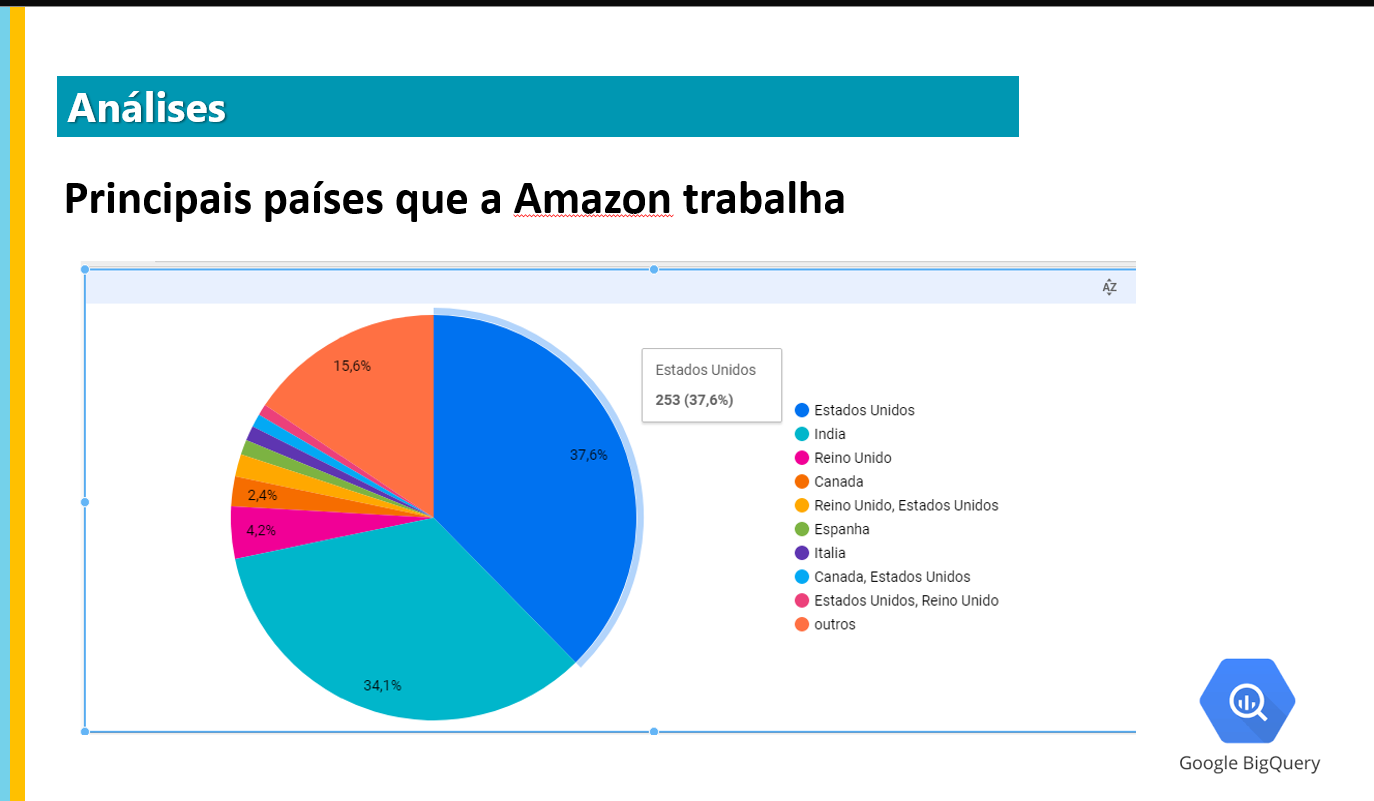 Análises
Principais países que a Amazon trabalha
AZ
15,6%
Estados Unidos
253 (37,6%)
37,6%
2,4%
4,2%
34,1%
Estados Unidos
India
Reino Unido
Canada
Reino Unido, Estados Unidos
Espanha
Italia
Canada, Estados Unidos
Estados Unidos, Reino Unido
outros
Google BigQuery